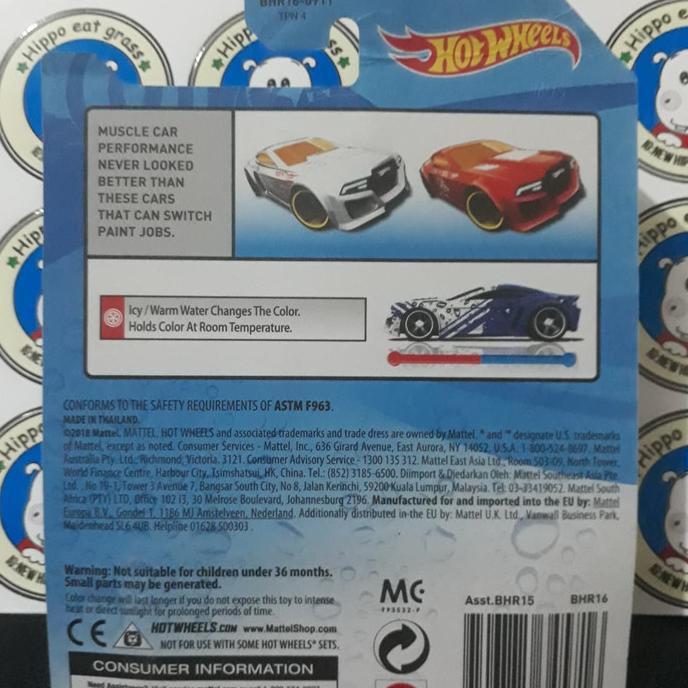 BHR16-0911
TPN 4
HOT WHEELS
MUSCLE CAR
PERFORMANCE
NEVER LOOKED
BETTER THAN
THESE CARS
THAT CAN SWITCH
PAINT JOBS.
Icy / Warm Water Changes The Color.
Holds Color At Room Temperature.
CONFORMS TO THE SAFETY REQUIREMENTS OF ASTM F963.
MADE IN THAILAND.
©2018 Mattel. MATTEL, HOT WHEELS and associated trademarks and trade dress are owned by Mattel. ® and ™ designate U.S. trademarks
of Mattel, except as noted. Consumer Services - Mattel, Inc., 636 Girard Avenue, East Aurora, NY 14052, U.S.A. 1-800-524-8697. Mattel
Australia Pty. Ltd., Richmond, Victoria. 3121. Consumer Advisory Service - 1300 135 312. Mattel East Asia Ltd., Room 503-09, North Tower,
World Finance Centre, Harbour City, Tsimshatsui, HK, China. Tel.: (852) 3185-6500. Diimport & Diedarkan Oleh: Mattel Southeast Asia Pte.
Ltd., No 19-1, Tower 3 Avenue 7, Bangsar South City, No 8, Jalan Kerinchi, 59200 Kuala Lumpur, Malaysia. Tel: 03-33419052. Mattel South
Africa (PTY) LTD, Office 102 I3, 30 Melrose Boulevard, Johannesburg 2196. Manufactured for and imported into the EU by: Mattel
Europa B.V., Gondel 1, 1186 MJ Amstelveen, Nederland. Additionally distributed in the EU by: Mattel U.K. Ltd., Vanwall Business Park,
Maidenhead SL6 4UB. Helpline 01628 500303.
Warning: Not suitable for children under 36 months.
Small parts may be generated.
Color change will last longer if you do not expose this toy to intense
heat or direct sunlight for prolonged periods of time.
CE HOTWHEELS.COM www.MattelShop.com
NOT FOR USE WITH SOME HOT WHEELS® SETS.
CONSUMER INFORMATION
MC
Asst.BHR15 BHR16
Hippo eat grass
Hippo
Hippo
Hippo